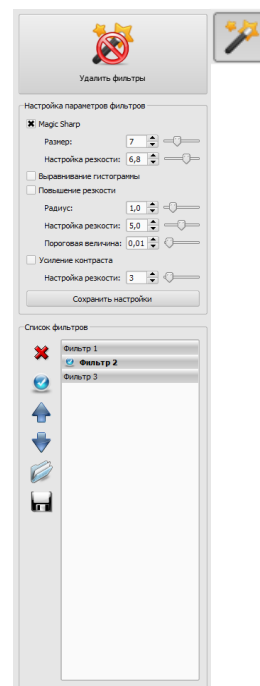 Удалить фильтры
Настройка параметров фильтров
Magic Sharp
Размер: 7
Настройка резкости: 6,8
Выравнивание гистограммы
Повышение резкости
Радиус: 1,0
Настройка резкости: 5,0
Пороговая величина: 0,01
Усиление контраста
Настройка резкости: 3
Сохранить настройки
Список фильтров
Фильтр 1
Фильтр 2
Фильтр 3